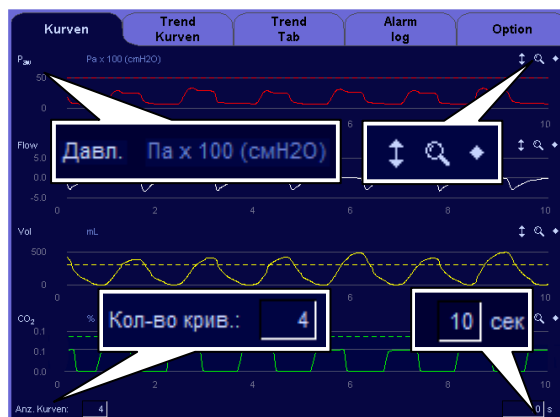 Kurven
Trend Kurven
Trend Tab
Alarm log
Option
Paw Pa x 100 (cmH2O)
50
0
6
10
Давл. Па х 100 (смH2O)
Flow
5.0
-5.0
0 2 4 6 8 10
Vol mL
500
0
0 2 4 6 8 10
Кол-во крив.: 4
10 сек
CO2 %
0.1
0.1
0.0
0 2 4 6 8 10
Anz. Kurven: 4
0 s